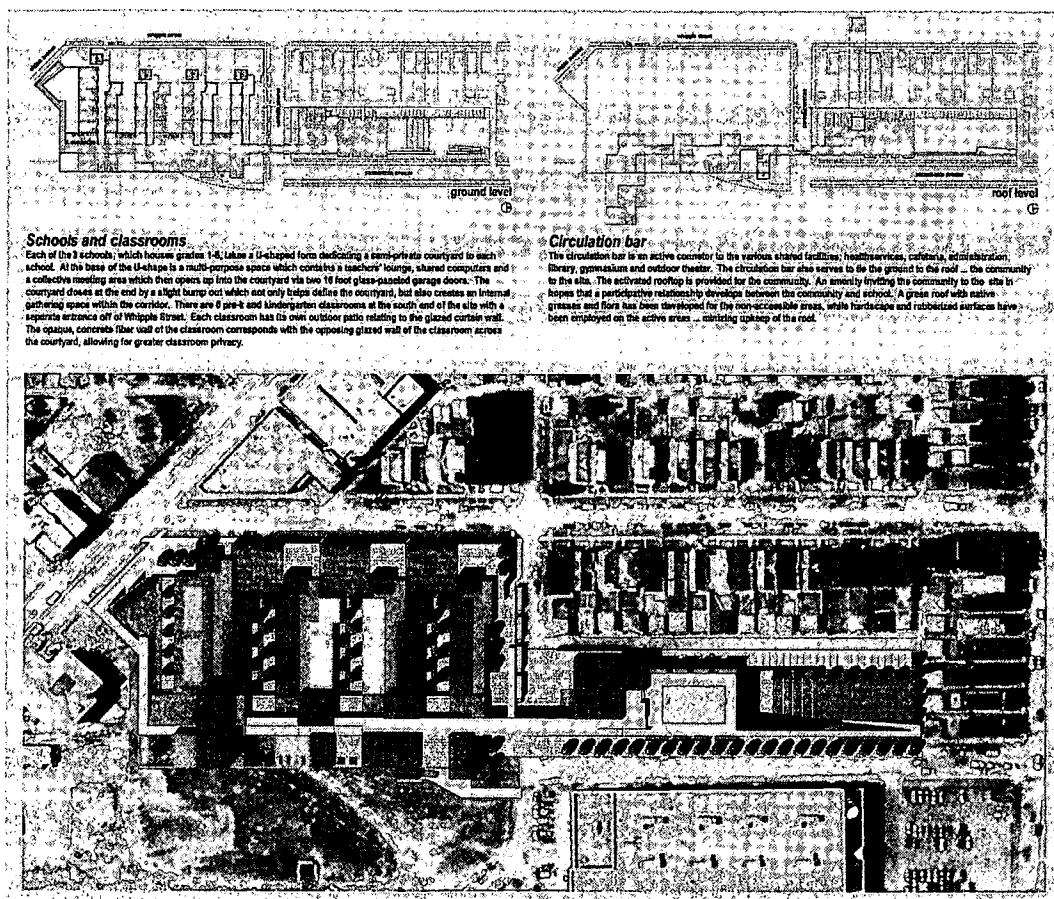 whipple street
whipple street
ground level
roof level
Schools and classrooms
Each of the 3 schools, which houses grades 1-8, takes a U-shaped form dedicating a semi-private courtyard to each
school. At the base of the U-shape is a multi-purpose space which contains a teachers' lounge, shared computers and
a collective meeting area which then opens up into the courtyard via two 16 foot glass-paneled garage doors. The
courtyard closes at the end by a slight bump out which not only helps define the courtyard, but also creates an internal
gathering space within the corridor. There are 6 pre-k and kindergarten classrooms at the south end of the site with a
seperate entrance off of Whipple Street. Each classroom has its own outdoor patio relating to the glazed curtain wall.
The opaque, concrete fiber wall of the classroom corresponds with the opposing glazed wall of the classroom across
the courtyard, allowing for greater classroom privacy.
Circulation bar
The circulation bar is an active connector to the various shared facilities; healthservices, cafeteria, administration,
library, gymnasium and outdoor theater. The circulation bar also serves to tie the ground to the roof ... the community
to the site. The activated rooftop is provided for the community. An amenity inviting the community to the site in
hopes that a participative relationship develops between the community and school. A green roof with native
grasses and flora has been developed for the non-accessible areas, while hardscape and rubberized surfaces have
been employed on the active areas ... minizing upkeep of the roof.